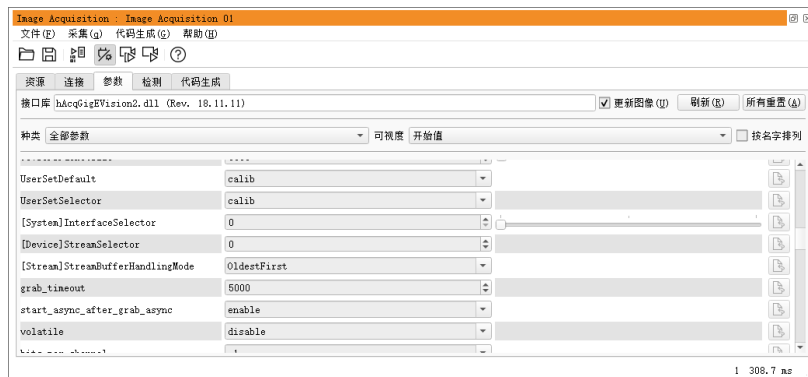 Image Acquisition : Image Acquisition 01
文件(F) 采集(q) 代码生成(G) 帮助(H)
资源 连接 参数 检测 代码生成
接口库 hAcqGigEVision2.dll (Rev. 18.11.11) 更新图像(U) 刷新(R) 所有重置(A)
种类 全部参数 可视度 开始值 按名字排列
UserSetDefault calib
UserSetSelector calib
[System]InterfaceSelector 0
[Device]StreamSelector 0
[Stream]StreamBufferHandlingMode OldestFirst
grab_timeout 5000
start_async_after_grab_async enable
volatile disable
1 308.7 ms